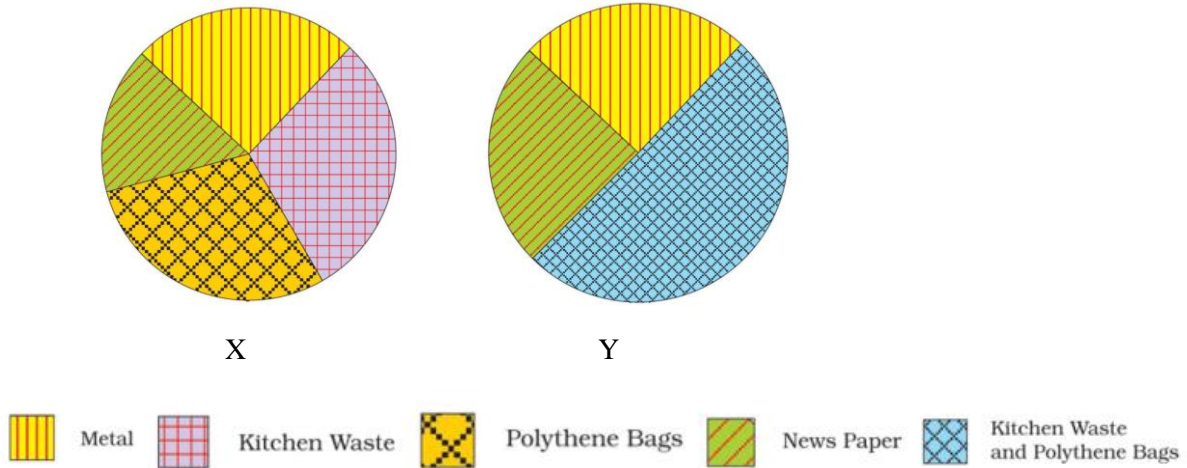 X Y
Metal Kitchen Waste Polythene Bags News Paper Kitchen Waste
and Polythene Bags